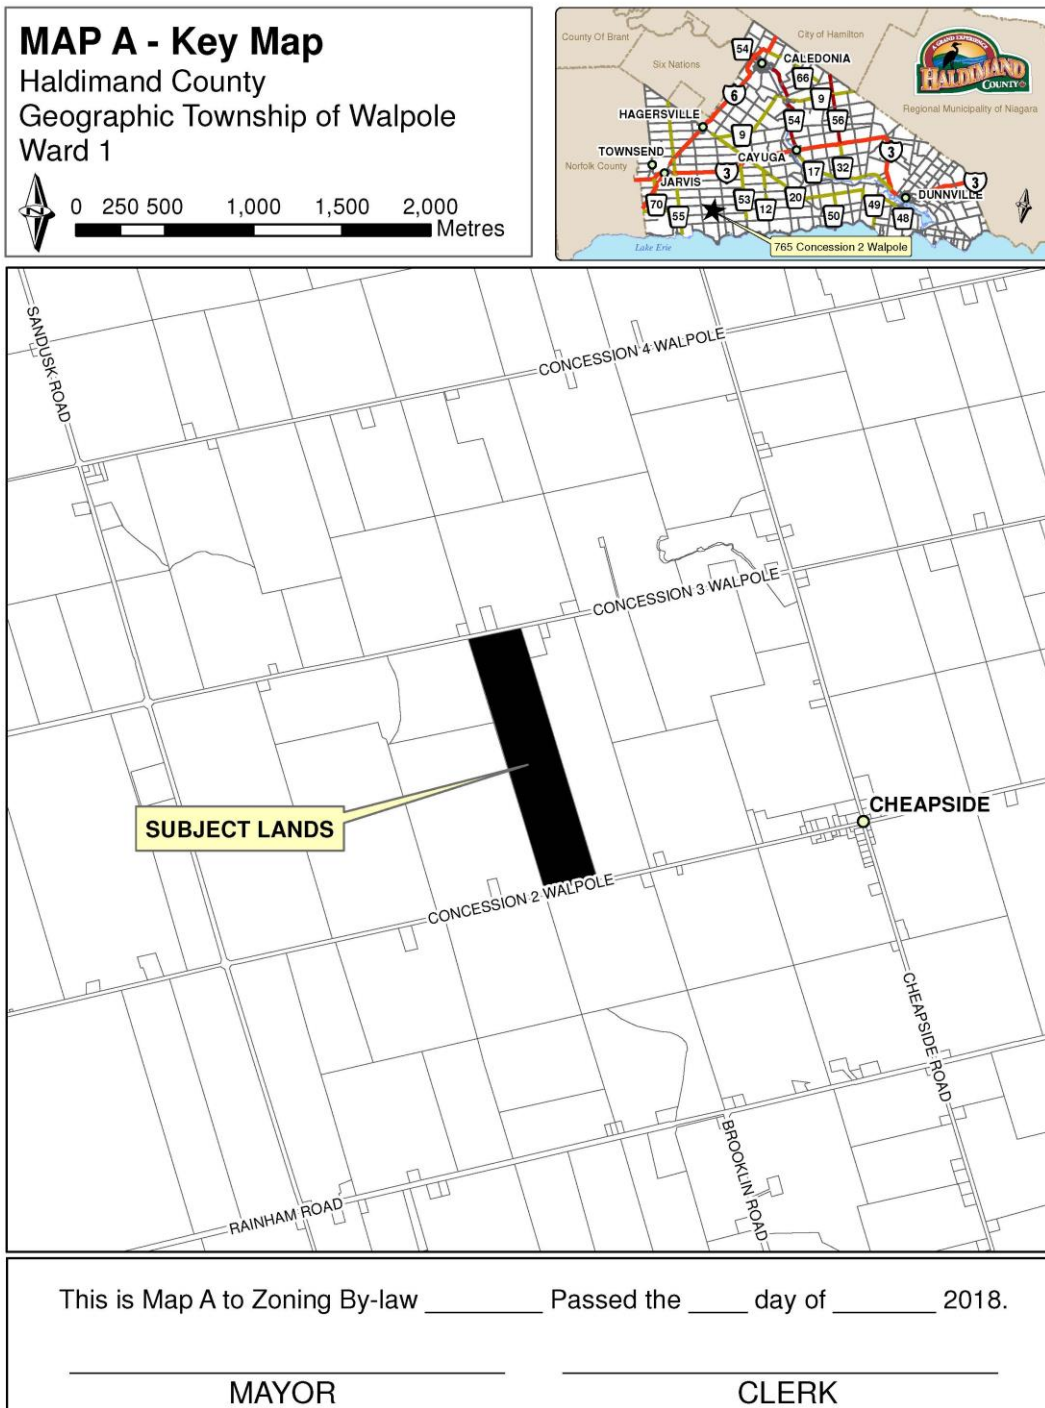 MAP A - Key Map
Haldimand County
Geographic Township of Walpole
Ward 1
N
0 250 500 1,000 1,500 2,000
Metres
County Of Brant
City of Hamilton
Six Nations
Regional Municipality of Niagara
Norfolk County
A GRAND EXPERIENCE
HALDIMAND
COUNTY
CALEDONIA
HAGERSVILLE
TOWNSEND
JARVIS
CAYUGA
DUNNVILLE
54
66
6
9
54
56
9
3
3
17
32
3
70
55
53
12
20
50
49
48
Lake Erie
765 Concession 2 Walpole
SANDUSK ROAD
CONCESSION 4 WALPOLE
CONCESSION 3 WALPOLE
SUBJECT LANDS
CHEAPSIDE
CONCESSION 2 WALPOLE
CHEAPSIDE ROAD
BROOKLIN ROAD
RAINHAM ROAD
This is Map A to Zoning By-law ________ Passed the ____ day of _______ 2018.
MAYOR
CLERK